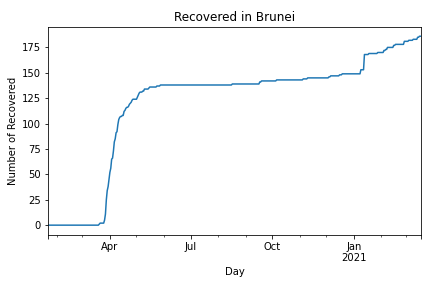 Recovered in Brunei
Number of Recovered
175
150
125
100
75
50
25
0
Apr
Jul
Oct
Jan
2021
Day